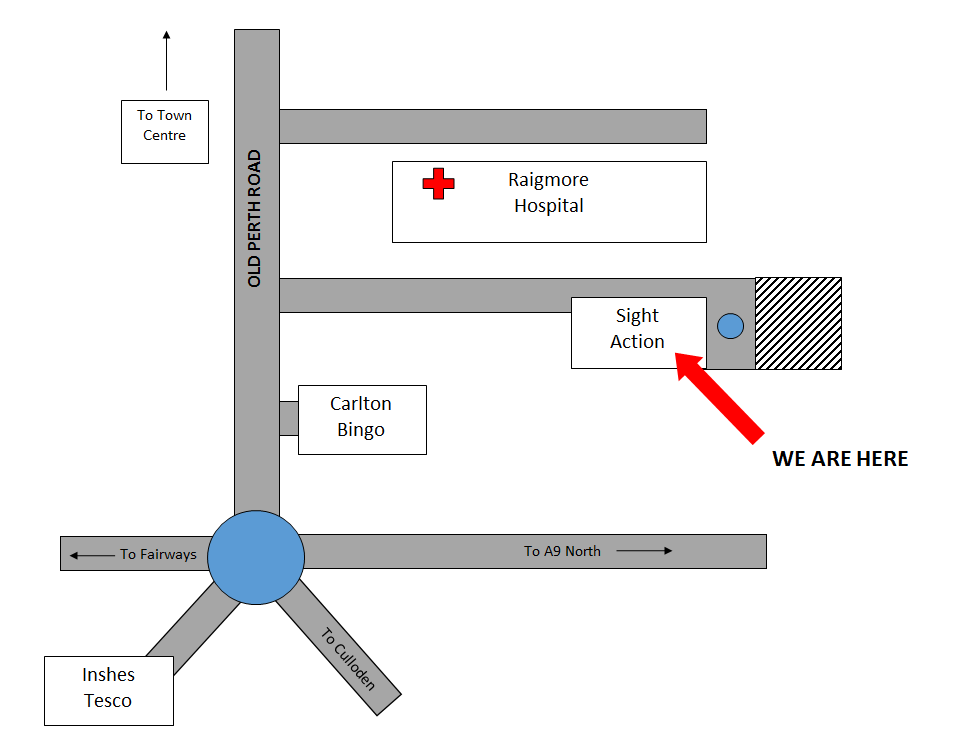 To Town
Centre
OLD PERTH ROAD
Raigmore
Hospital
Sight
Action
Carlton
Bingo
WE ARE HERE
To Fairways
To A9 North
To Culloden
Inshes
Tesco